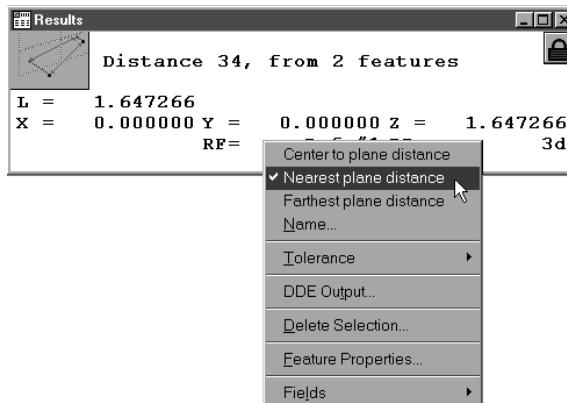 Results
Distance 34, from 2 features
L = 1.647266
X = 0.000000 Y = 0.000000 Z = 1.647266
RF= 3d
Center to plane distance
Nearest plane distance
Farthest plane distance
Name...
Tolerance
DDE Output...
Delete Selection...
Feature Properties...
Fields